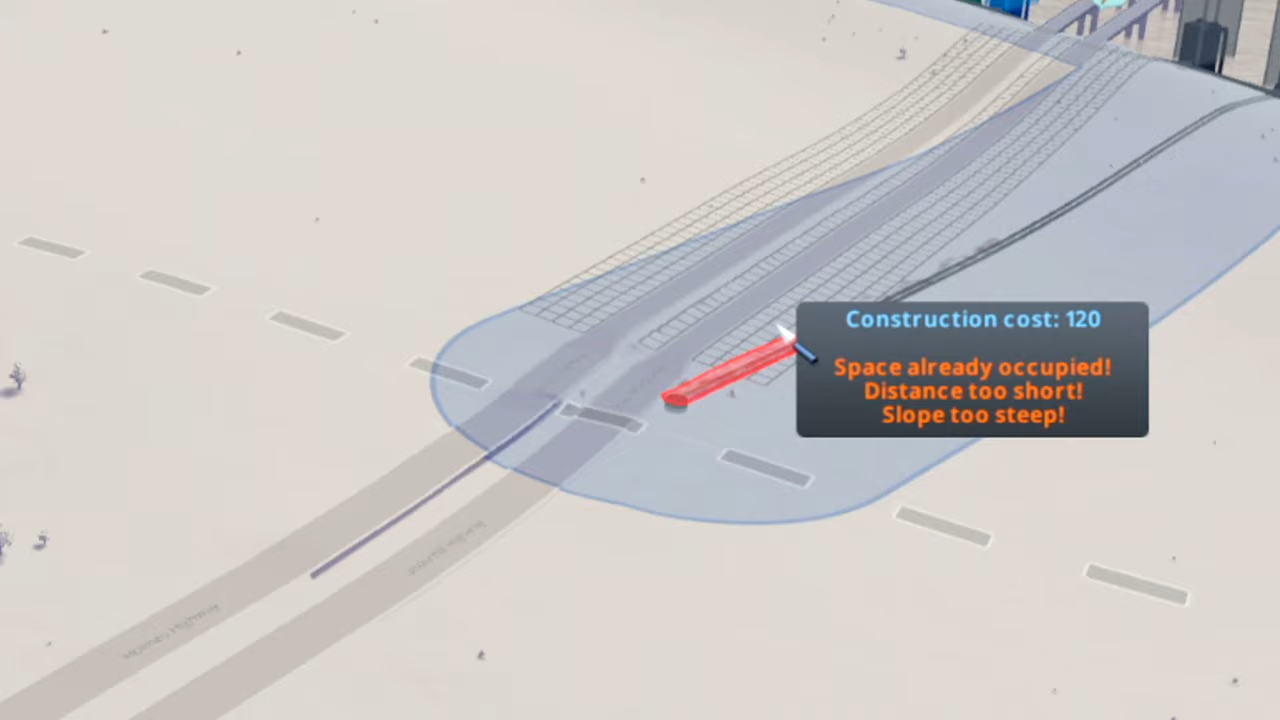 Construction cost: 120
Space already occupied!
Distance too short!
Slope too steep!